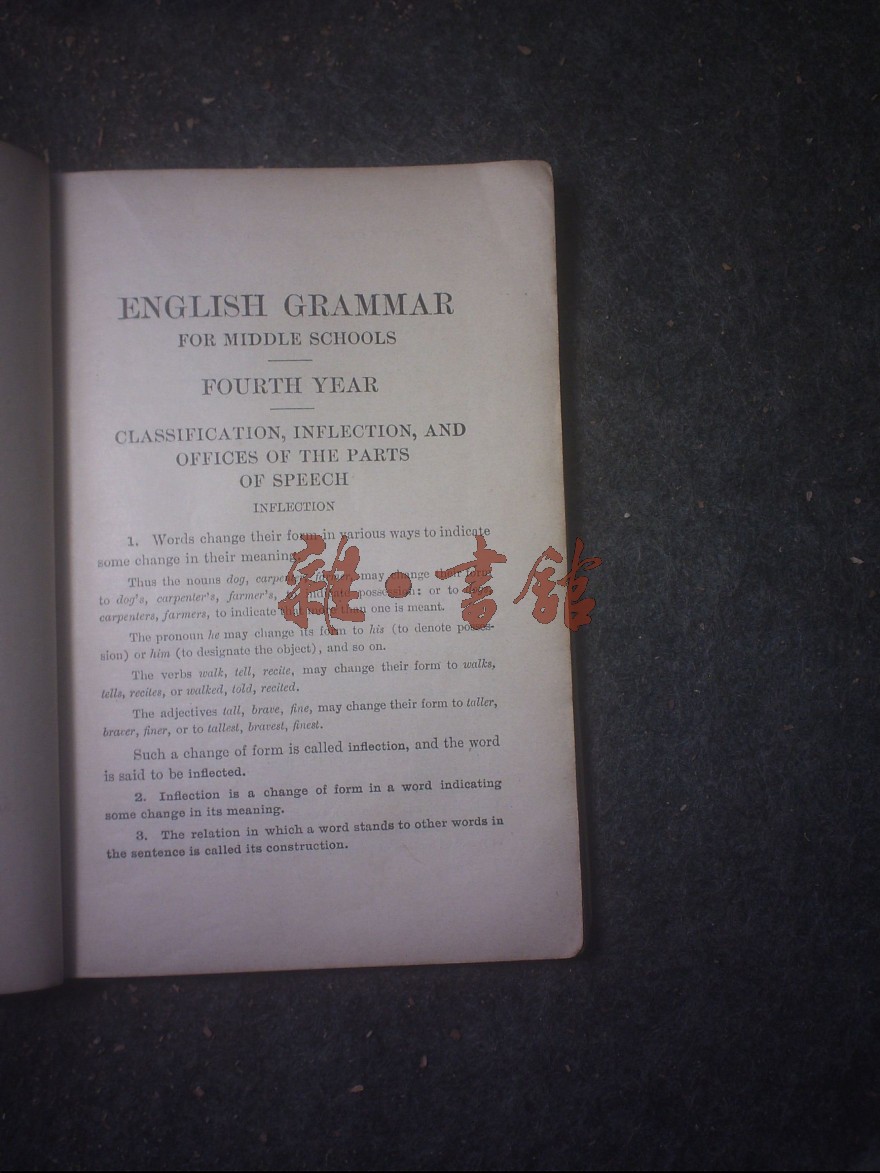 ENGLISH GRAMMAR
FOR MIDDLE SCHOOLS
FOURTH YEAR
CLASSIFICATION, INFLECTION, AND
OFFICES OF THE PARTS
OF SPEECH
INFLECTION
1. Words change their form in various ways to indicate
some change in their meaning.
Thus the nouns dog, carpenter, farmer, may change their form
to dog's, carpenter's, farmer's, to indicate possession: or to dogs,
carpenters, farmers, to indicate that more than one is meant.
The pronoun he may change its form to his (to denote posses-
sion) or him (to designate the object), and so on.
The verbs walk, tell, recite, may change their form to walks,
tells, recites, or walked, told, recited.
The adjectives tall, brave, fine, may change their form to taller,
braver, finer, or to tallest, bravest, finest.
Such a change of form is called inflection, and the word
is said to be inflected.
2. Inflection is a change of form in a word indicating
some change in its meaning.
3. The relation in which a word stands to other words in
the sentence is called its construction.
雜·書館